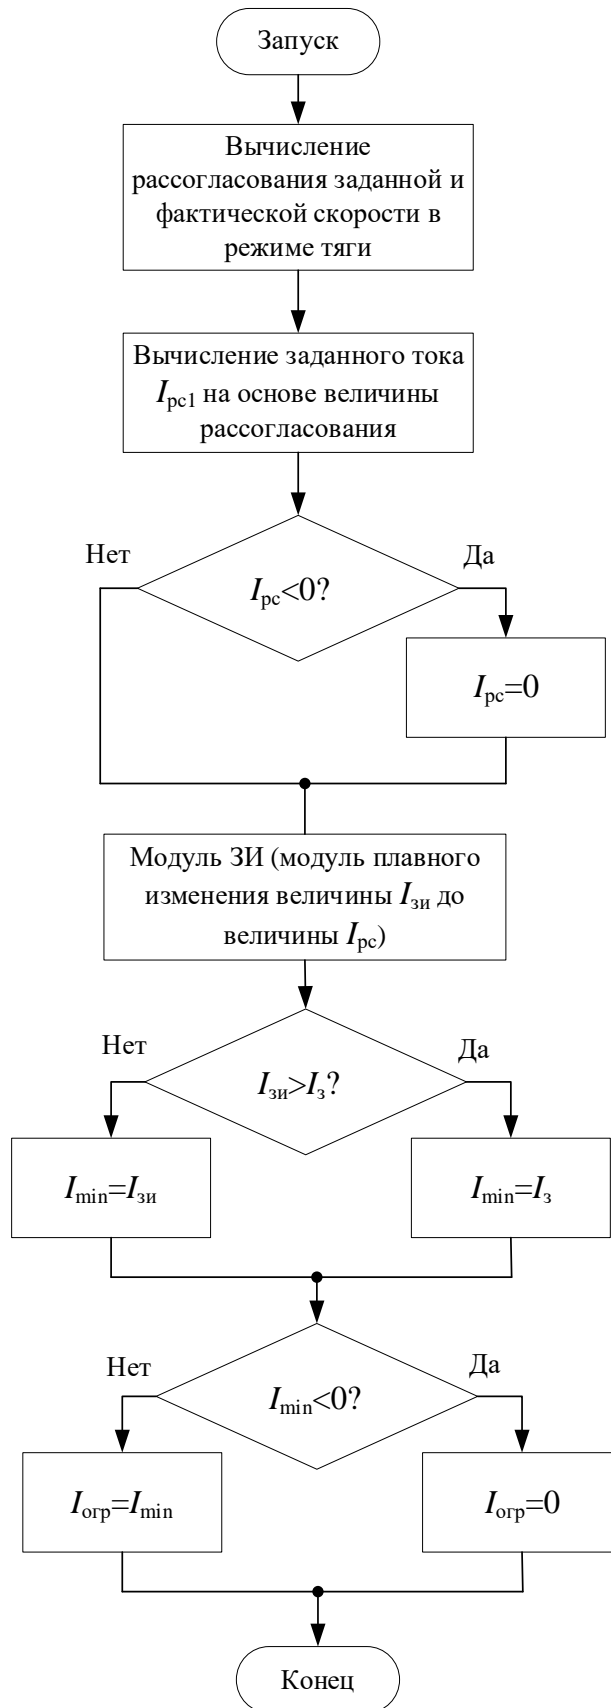 Запуск
Вычисление
рассогласования заданной и
фактической скорости в
режиме тяги
Вычисление заданного тока
Iрс1 на основе величины
рассогласования
Нет
Да
Iрс<0?
Iрс=0
Модуль ЗИ (модуль плавного
изменения величины Iзи до
величины Iрс)
Нет
Да
Iзи>Iз?
Imin=Iзи
Imin=Iз
Нет
Да
Imin<0?
Iогр=Imin
Iогр=0
Конец